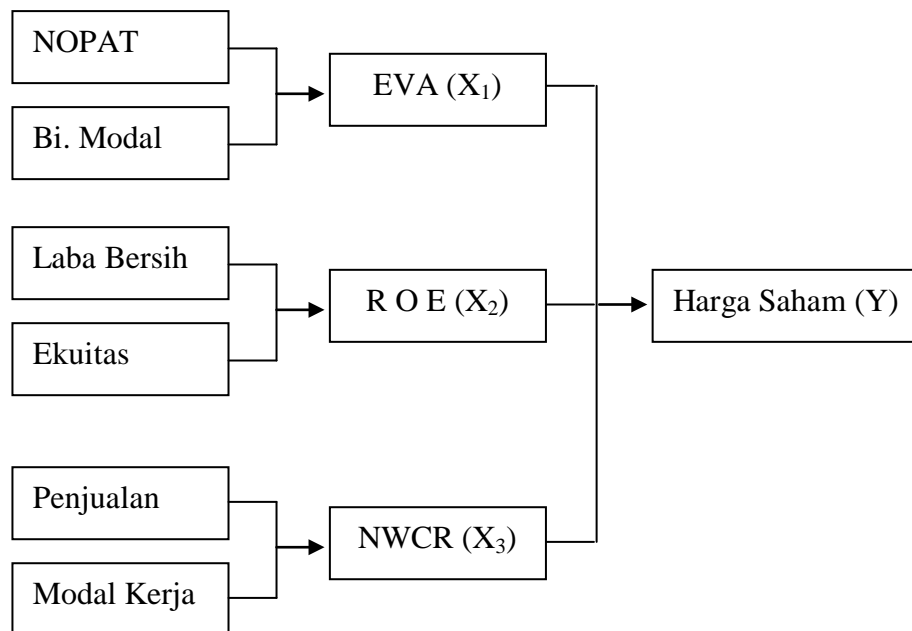 NOPAT
Bi. Modal
EVA (X₁)
Laba Bersih
Ekuitas
R O E (X₂)
Harga Saham (Y)
Penjualan
Modal Kerja
NWCR (X₃)